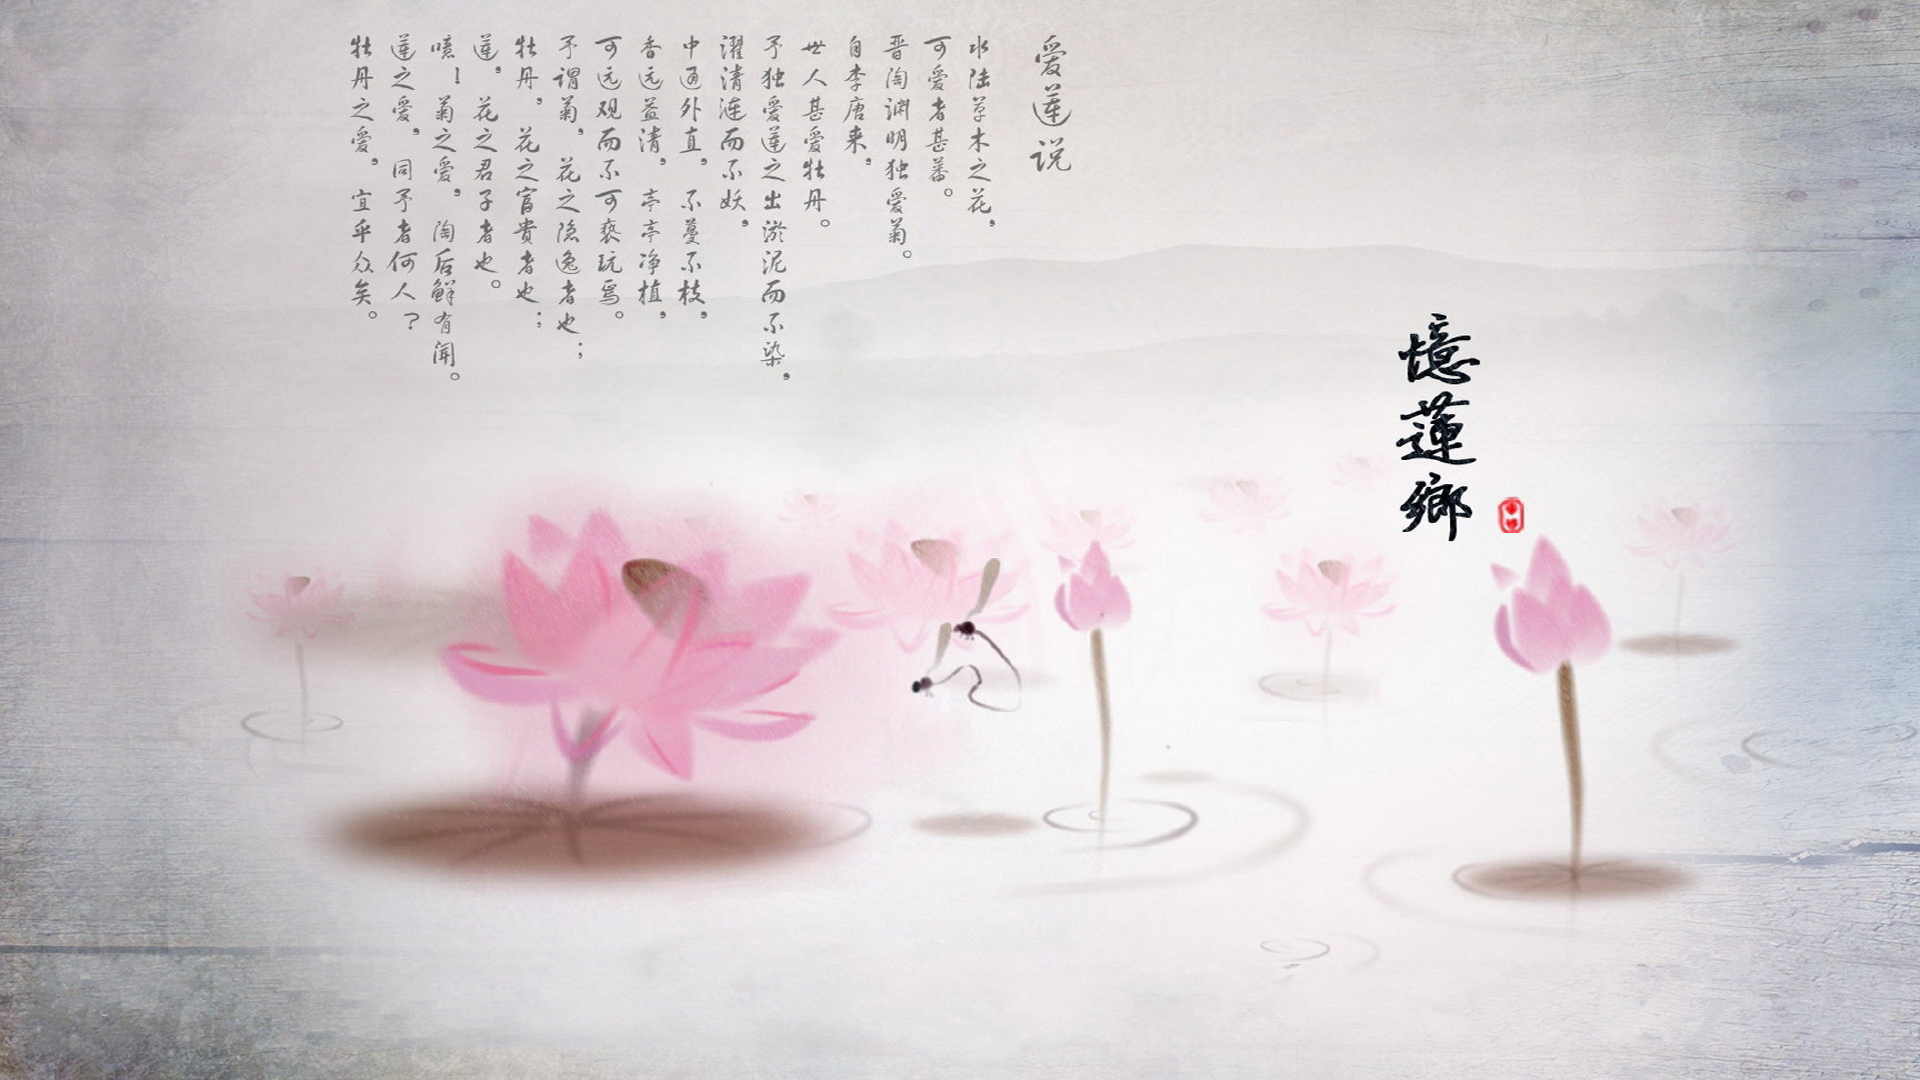 爱莲说
水陆草木之花，
可爱者甚蕃。
晋陶渊明独爱菊。
自李唐来，
世人甚爱牡丹。
予独爱莲之出淤泥而不染，
濯清涟而不妖，
中通外直，不蔓不枝，
香远益清，亭亭净植，
可远观而不可亵玩焉。
予谓菊，花之隐逸者也；
牡丹，花之富贵者也；
莲，花之君子者也。
噫！菊之爱，陶后鲜有闻。
莲之爱，同予者何人？
牡丹之爱，宜乎众矣。
憶蓮鄉